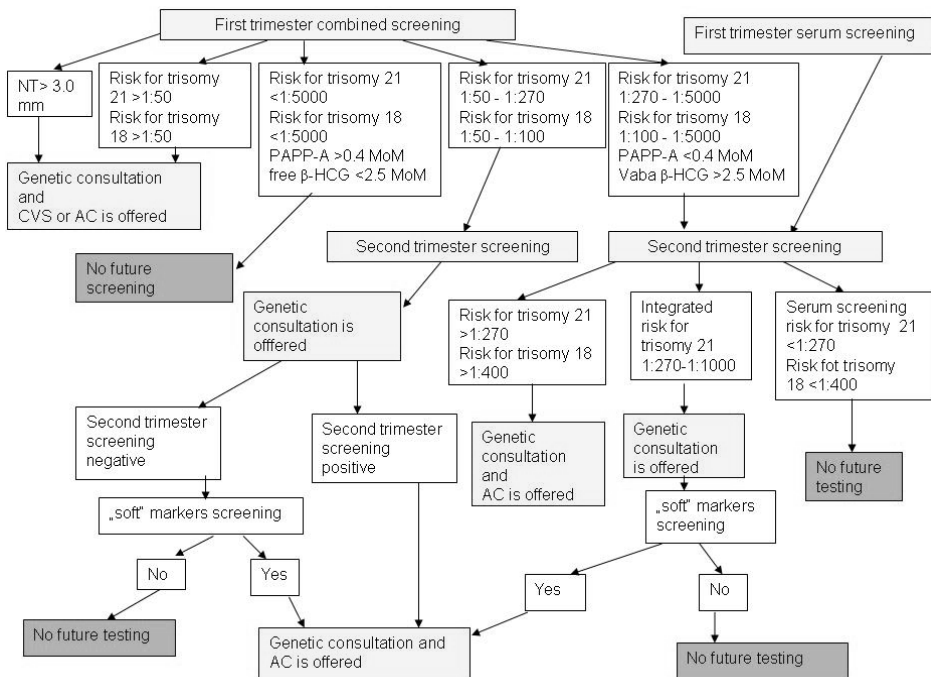 First trimester combined screening
First trimester serum screening
NT> 3.0
mm
Risk for trisomy
21 >1:50
Risk for trisomy
18 >1:50
Risk for trisomy 21
<1:5000
Risk for trisomy 18
<1:5000
PAPP-A >0.4 MoM
free β-HCG <2.5 MoM
Risk for trisomy 21
1:50 - 1:270
Risk for trisomy 18
1:50 - 1:100
Risk for trisomy 21
1:270 - 1:5000
Risk for trisomy 18
1:100 - 1:5000
PAPP-A <0.4 MoM
Vaba β-HCG >2.5 MoM
Genetic consultation
and
CVS or AC is offered
No future
screening
Second trimester screening
Second trimester screening
Genetic
consultation is
offfered
Risk for trisomy 21
>1:270
Risk for trisomy 18
>1:400
Integrated
risk for
trisomy 21
1:270-1:1000
Serum screening
risk for trisomy 21
<1:270
Risk fot trisomy
18 <1:400
Second trimester
screening
negative
Second trimester
screening
positive
Genetic
consultation
and
AC is offered
Genetic
consultation
is offered
No future
testing
„soft" markers screening
„soft" markers
screening
No
Yes
Yes
No
No future testing
Genetic consultation and
AC is offered
No future testing